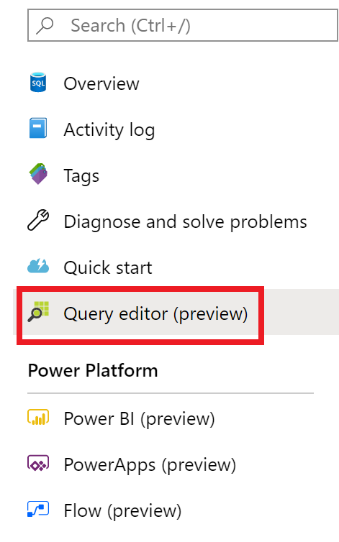 Search (Ctrl+/)
SQL
Overview
Activity log
Tags
Diagnose and solve problems
Quick start
Query editor (preview)
Power Platform
Power BI (preview)
PowerApps (preview)
Flow (preview)